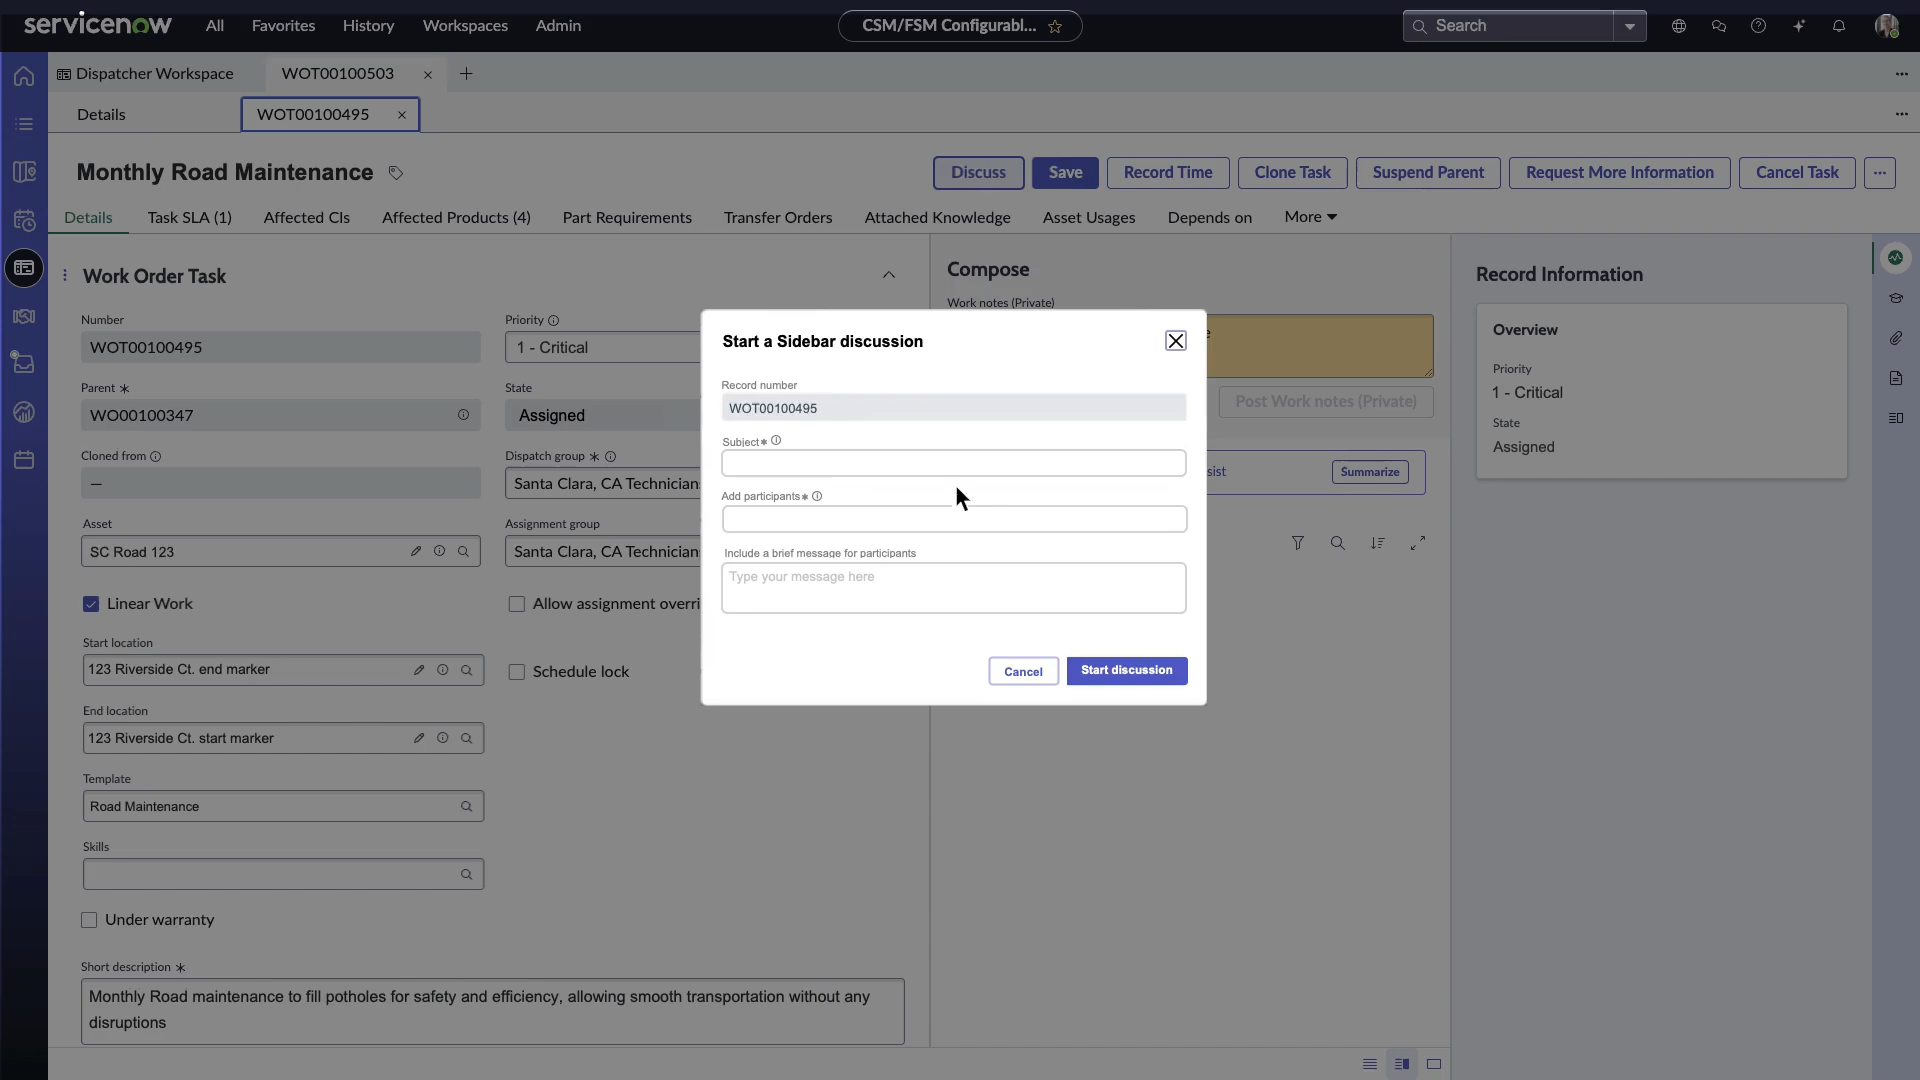 servicenow
All
Favorites
History
Workspaces
Admin
CSM/FSM Configurabl...
Search
Dispatcher Workspace
WOT00100503
Details
WOT00100495
Monthly Road Maintenance
Discuss
Save
Record Time
Clone Task
Suspend Parent
Request More Information
Cancel Task
Details
Task SLA (1)
Affected CIs
Affected Products (4)
Part Requirements
Transfer Orders
Attached Knowledge
Asset Usages
Depends on
More
Work Order Task
Number
WOT00100495
Parent *
WO00100347
Cloned from
—
Asset
SC Road 123
Linear Work
Start location
123 Riverside Ct. end marker
End location
123 Riverside Ct. start marker
Template
Road Maintenance
Skills
Under warranty
Short description *
Monthly Road maintenance to fill potholes for safety and efficiency, allowing smooth transportation without any
disruptions
Priority
1 - Critical
State
Assigned
Dispatch group *
Santa Clara, CA Technician
Assignment group
Santa Clara, CA Technician
Allow assignment overri
Schedule lock
Start a Sidebar discussion
Record number
WOT00100495
Subject*
Add participants*
Include a brief message for participants
Type your message here
Cancel
Start discussion
Compose
Work notes (Private)
Post Work notes (Private)
sist
Summarize
Record Information
Overview
Priority
1 - Critical
State
Assigned